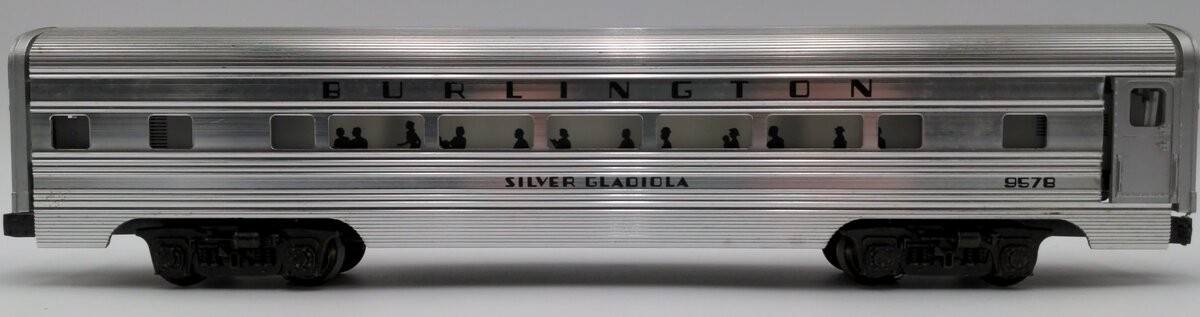 BURLINGTON
SILVER GLADIOLA
9578